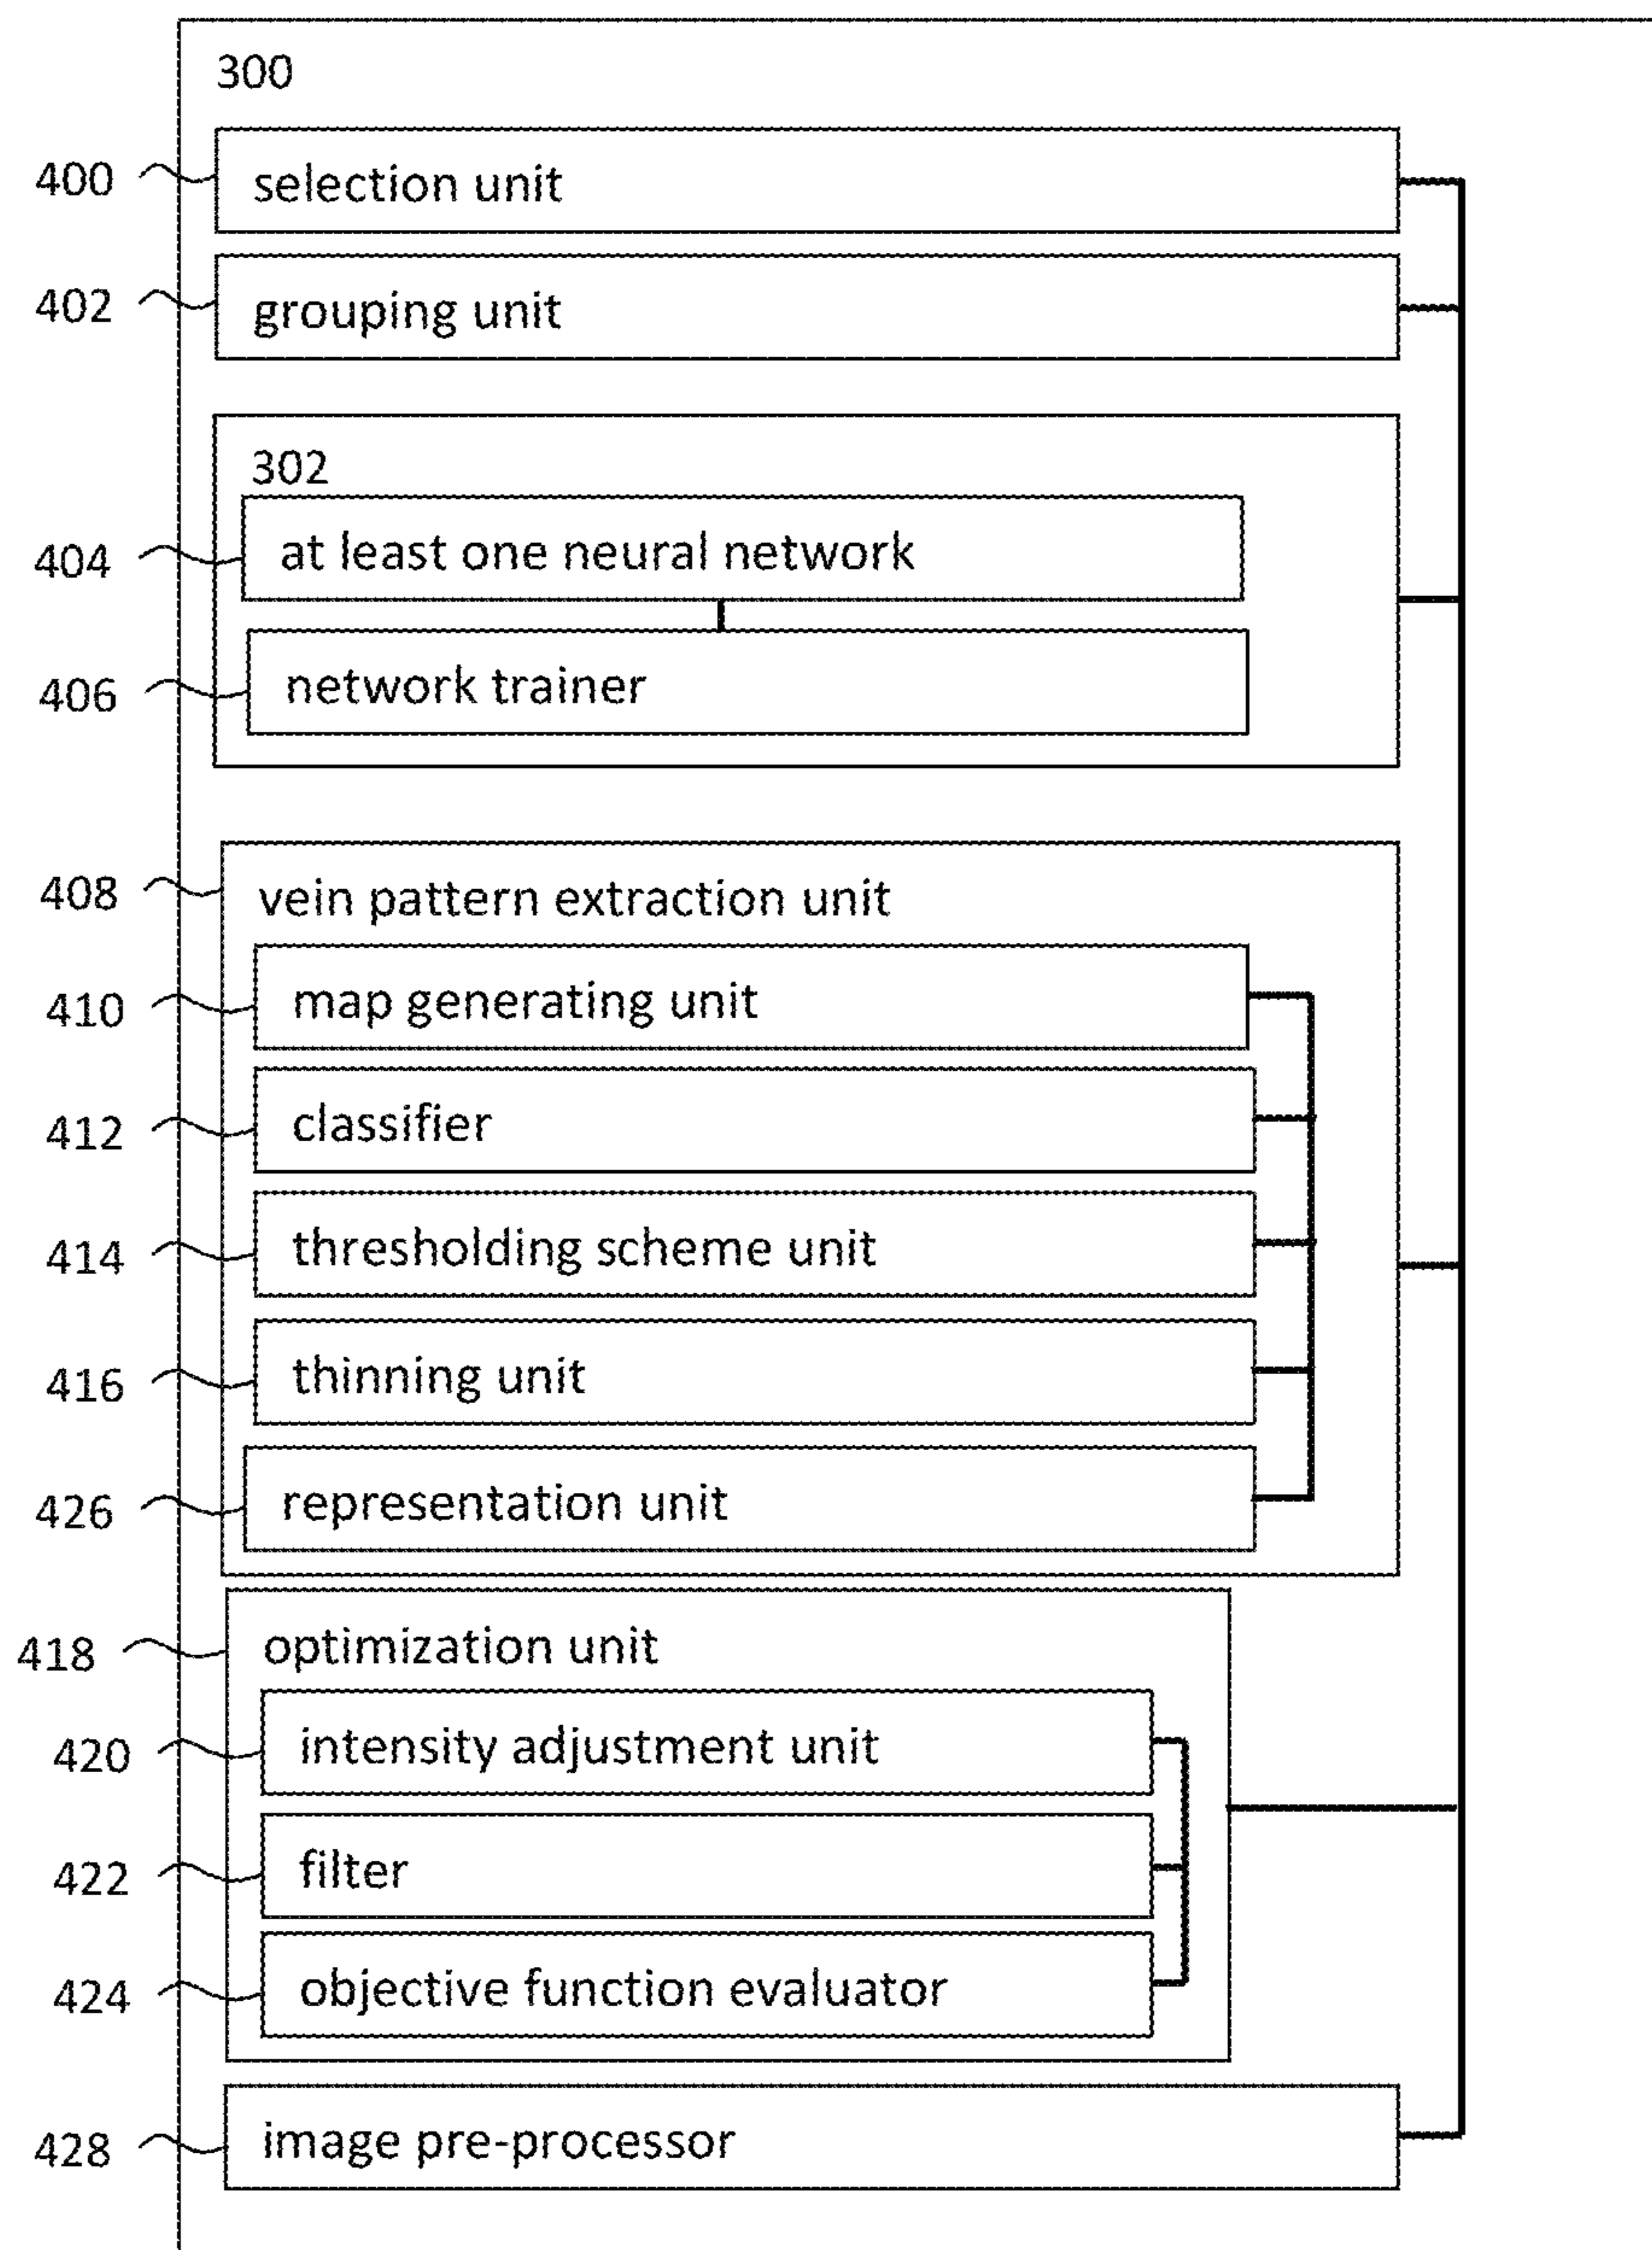 300
400 selection unit
402 grouping unit
302
404 at least one neural network
406 network trainer
408 vein pattern extraction unit
410 map generating unit
412 classifier
414 thresholding scheme unit
416 thinning unit
426 representation unit
418 optimization unit
420 intensity adjustment unit
422 filter
424 objective function evaluator
428 image pre-processor